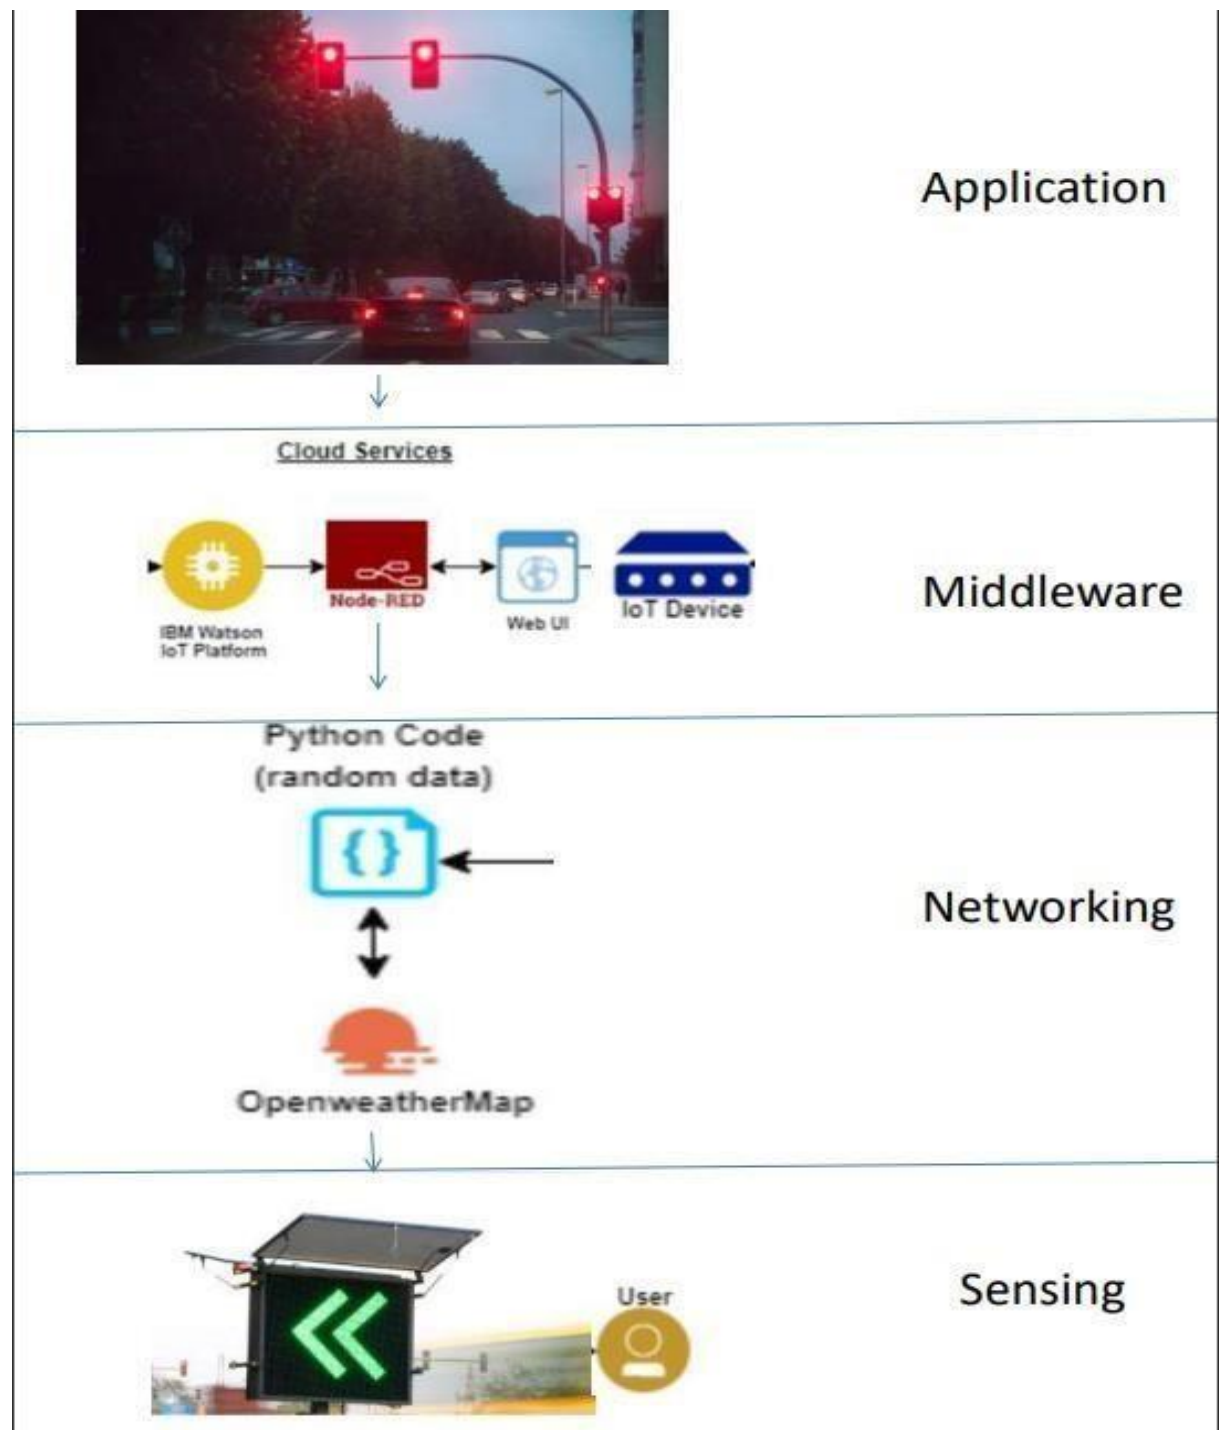 Application
Cloud Services
Node-RED
IBM Watson
IoT Platform
Web UI
IoT Device
Middleware
Python Code
(random data)
Networking
OpenweatherMap
User
Sensing